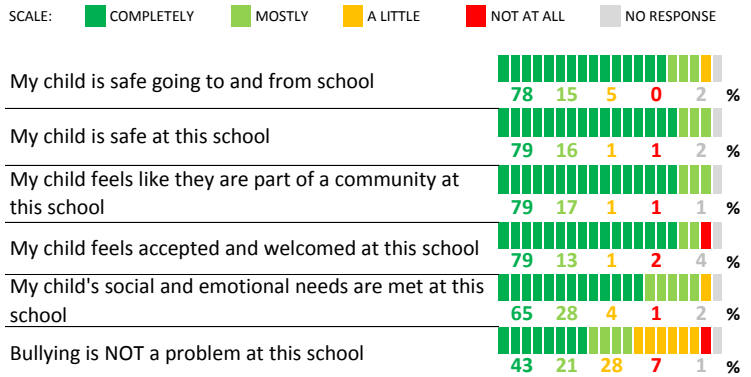 SCALE: COMPLETELY MOSTLY A LITTLE NOT AT ALL NO RESPONSE
My child is safe going to and from school
78 15 5 0 2 %
My child is safe at this school
79 16 1 1 2 %
My child feels like they are part of a community at
this school
79 17 1 1 1 %
My child feels accepted and welcomed at this school
79 13 1 2 4 %
My child's social and emotional needs are met at this
school
65 28 4 1 2 %
Bullying is NOT a problem at this school
43 21 28 7 1 %